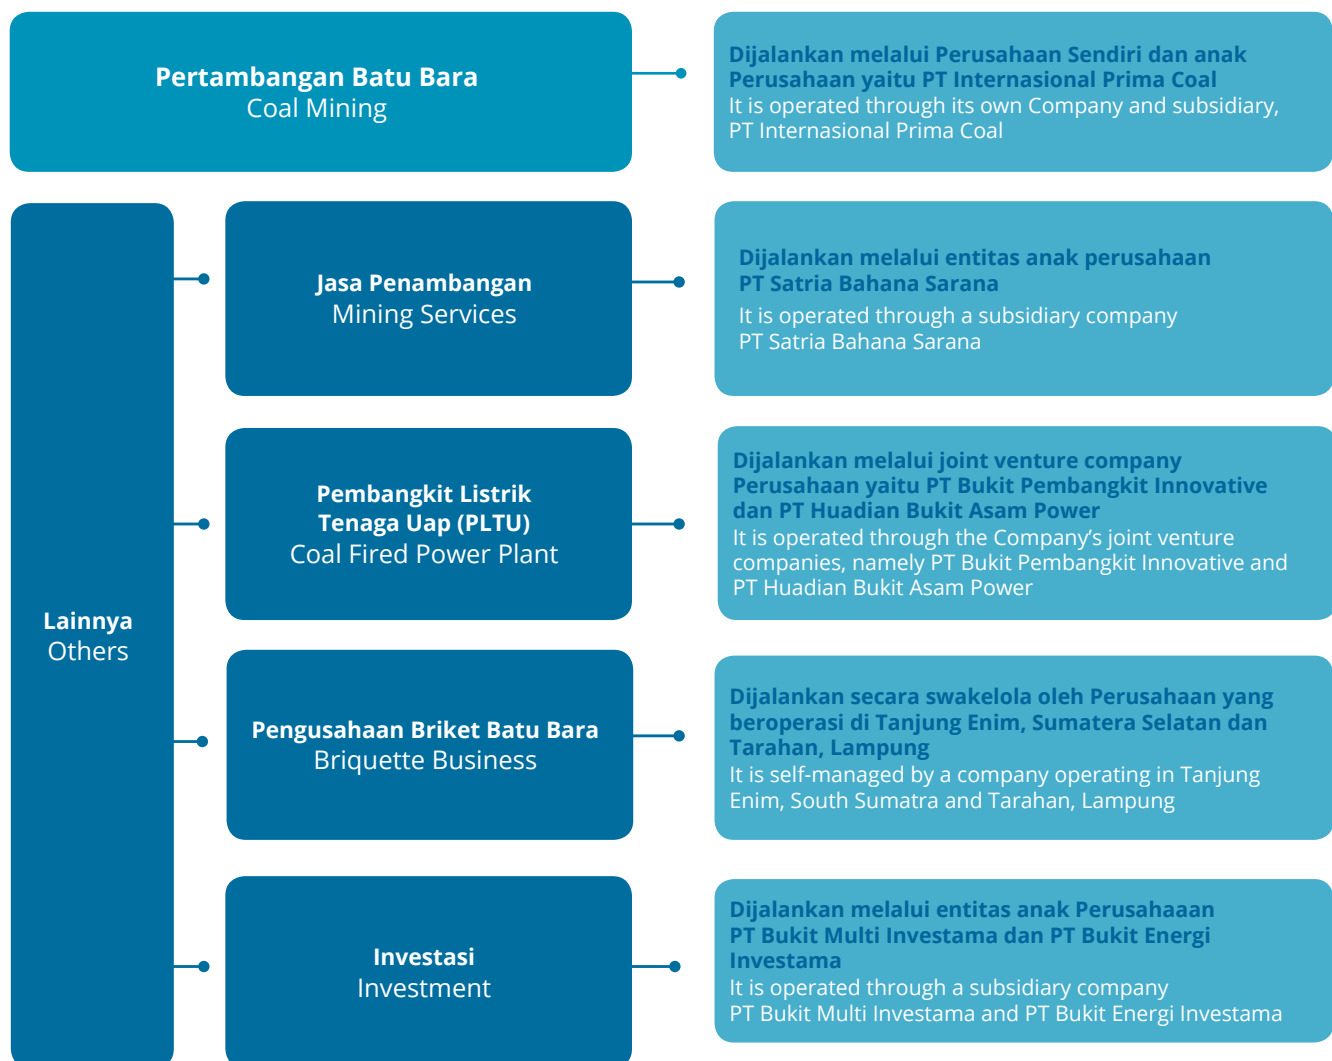 Pertambangan Batu Bara
Coal Mining
Dijalankan melalui Perusahaan Sendiri dan anak
Perusahaan yaitu PT Internasional Prima Coal
It is operated through its own Company and subsidiary,
PT Internasional Prima Coal
Lainnya
Others
Jasa Penambangan
Mining Services
Dijalankan melalui entitas anak perusahaan
PT Satria Bahana Sarana
It is operated through a subsidiary company
PT Satria Bahana Sarana
Pembangkit Listrik
Tenaga Uap (PLTU)
Coal Fired Power Plant
Dijalankan melalui joint venture company
Perusahaan yaitu PT Bukit Pembangkit Innovative
dan PT Huadian Bukit Asam Power
It is operated through the Company’s joint venture
companies, namely PT Bukit Pembangkit Innovative and
PT Huadian Bukit Asam Power
Pengusahaan Briket Batu Bara
Briquette Business
Dijalankan secara swakelola oleh Perusahaan yang
beroperasi di Tanjung Enim, Sumatera Selatan dan
Tarahan, Lampung
It is self-managed by a company operating in Tanjung
Enim, South Sumatra and Tarahan, Lampung
Investasi
Investment
Dijalankan melalui entitas anak Perusahaaan
PT Bukit Multi Investama dan PT Bukit Energi
Investama
It is operated through a subsidiary company
PT Bukit Multi Investama and PT Bukit Energi Investama